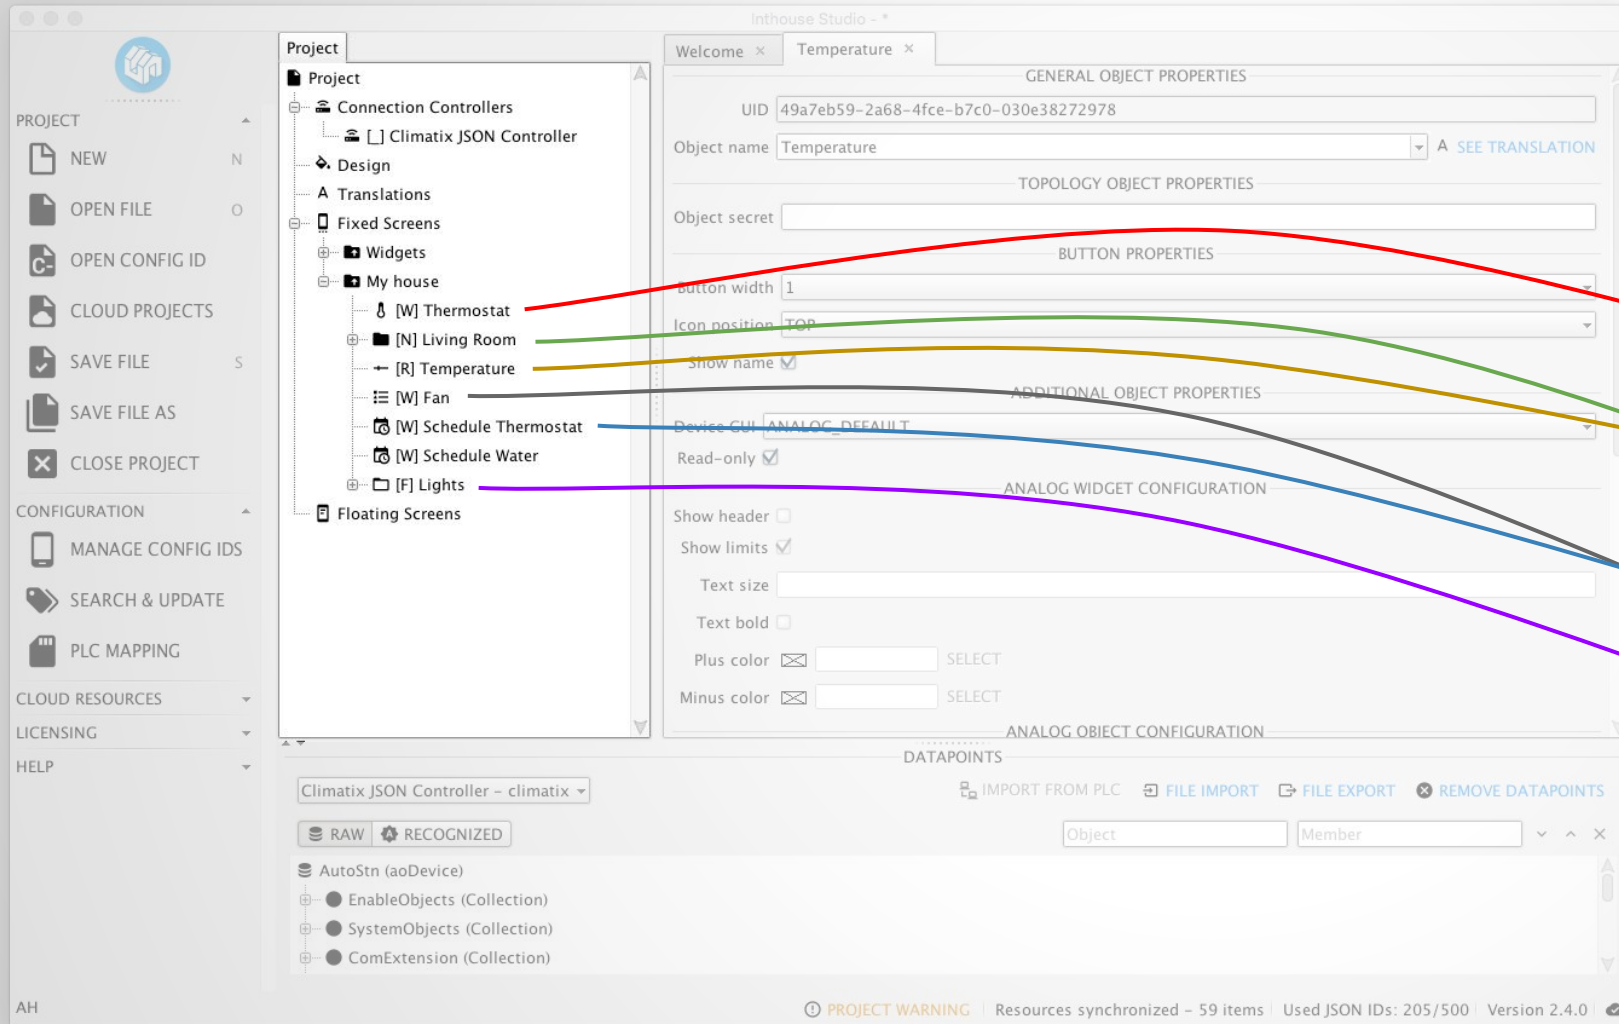 Inthouse Studio - *
PROJECT
NEW N
OPEN FILE O
OPEN CONFIG ID
CLOUD PROJECTS
SAVE FILE S
SAVE FILE AS
CLOSE PROJECT
CONFIGURATION
MANAGE CONFIG IDS
SEARCH & UPDATE
PLC MAPPING
CLOUD RESOURCES
LICENSING
HELP
AH
Project
Project
Connection Controllers
[_] Climatix JSON Controller
Design
A Translations
Fixed Screens
Widgets
My house
[W] Thermostat
[N] Living Room
[R] Temperature
[W] Fan
[W] Schedule Thermostat
[W] Schedule Water
[F] Lights
Floating Screens
Welcome × Temperature ×
GENERAL OBJECT PROPERTIES
UID 49a7eb59-2a68-4fce-b7c0-030e38272978
Object name Temperature A SEE TRANSLATION
TOPOLOGY OBJECT PROPERTIES
Object secret
BUTTON PROPERTIES
Button width 1
Icon position TOP
Show name
ADDITIONAL OBJECT PROPERTIES
Device GUI ANALOG_DEFAULT
Read-only
ANALOG WIDGET CONFIGURATION
Show header
Show limits
Text size
Text bold
Plus color SELECT
Minus color SELECT
ANALOG OBJECT CONFIGURATION
DATAPOINTS
Climatix JSON Controller - climatix IMPORT FROM PLC FILE IMPORT FILE EXPORT REMOVE DATAPOINTS
RAW RECOGNIZED Object Member
AutoStn (aoDevice)
EnableObjects (Collection)
SystemObjects (Collection)
ComExtension (Collection)
PROJECT WARNING Resources synchronized - 59 items Used JSON IDs: 205/500 Version 2.4.0